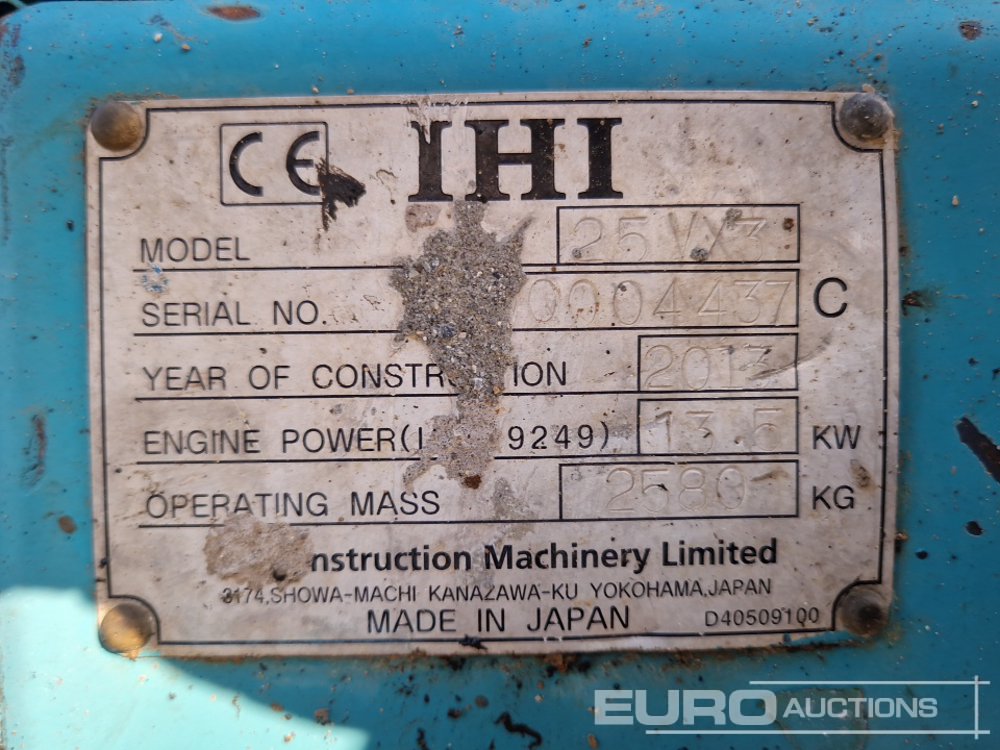 CE IHI
MODEL 25VX3
SERIAL NO. 0004437 C
YEAR OF CONSTR ION 2013
ENGINE POWER(I 9249) 13.5 KW
OPERATING MASS 2580 KG
nstruction Machinery Limited
3174,SHOWA-MACHI KANAZAWA-KU YOKOHAMA,JAPAN
MADE IN JAPAN D40509100
EURO AUCTIONS